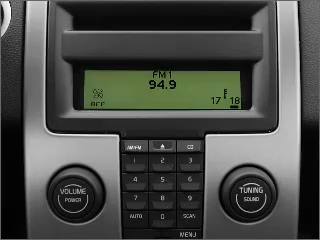 FM1
94.9
OFF
17 18
AM/FM CD
1 2 3
4 5 6
7 8 9
AUTO 0 SCAN
MENU
VOLUME
POWER
TUNING
SOUND